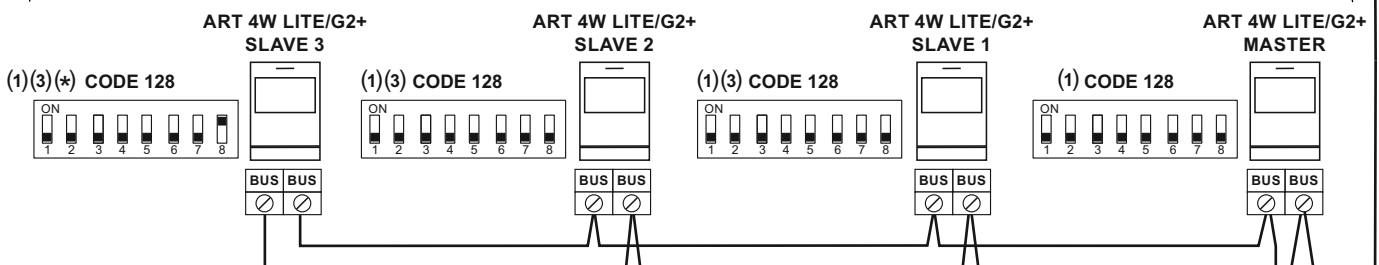 ART 4W LITE/G2+ ART 4W LITE/G2+ ART 4W LITE/G2+ ART 4W LITE/G2+
SLAVE 3 SLAVE 2 SLAVE 1 MASTER
(1)(3)(*) CODE 128 (1)(3) CODE 128 (1)(3) CODE 128 (1) CODE 128
ON ON ON ON
1 2 3 4 5 6 7 8 1 2 3 4 5 6 7 8 1 2 3 4 5 6 7 8 1 2 3 4 5 6 7 8
BUS BUS BUS BUS BUS BUS BUS BUS